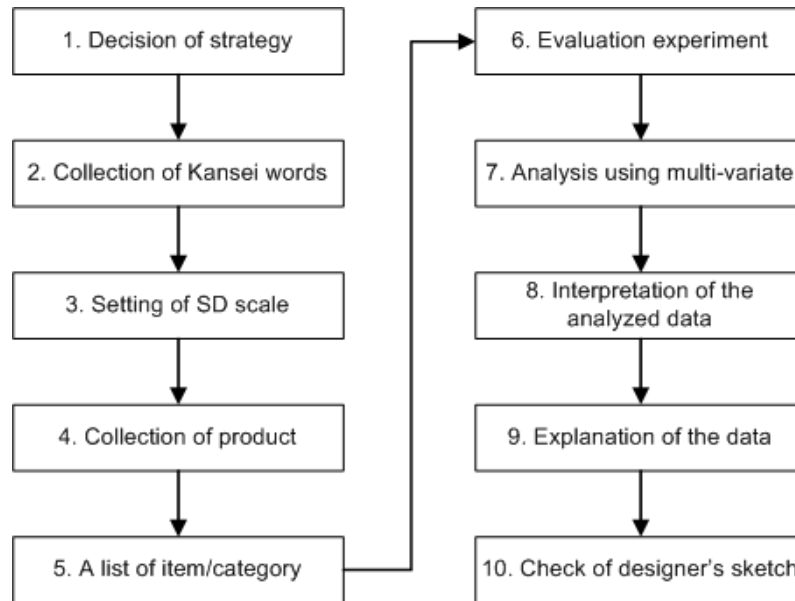 1. Decision of strategy
2. Collection of Kansei words
3. Setting of SD scale
4. Collection of product
5. A list of item/category
6. Evaluation experiment
7. Analysis using multi-variate
8. Interpretation of the
analyzed data
9. Explanation of the data
10. Check of designer's sketch